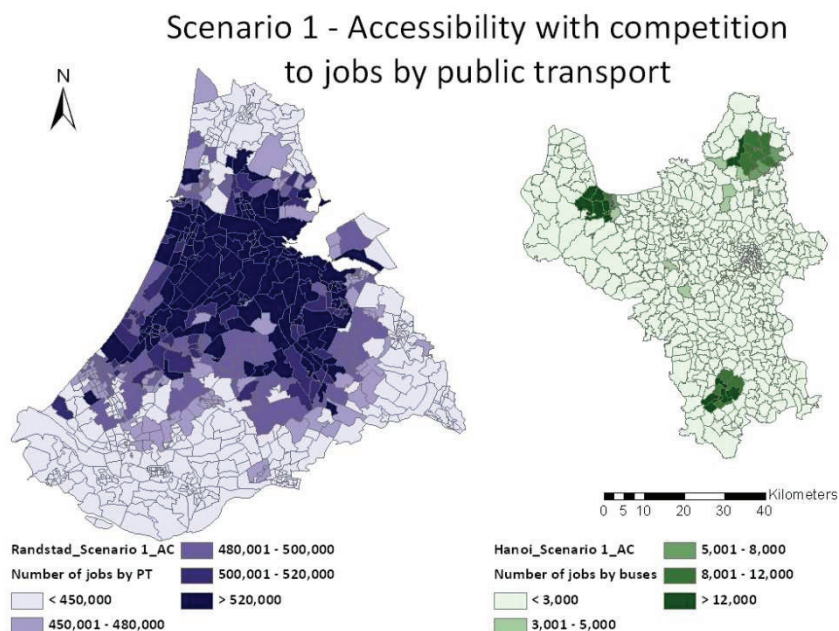 Scenario 1 - Accessibility with competition
to jobs by public transport
N
Kilometers
0 5 10 20 30 40
Randstad_Scenario 1_AC
Number of jobs by PT
< 450,000
450,001 - 480,000
480,001 - 500,000
500,001 - 520,000
> 520,000
Hanoi_Scenario 1_AC
Number of jobs by buses
< 3,000
3,001 - 5,000
5,001 - 8,000
8,001 - 12,000
> 12,000